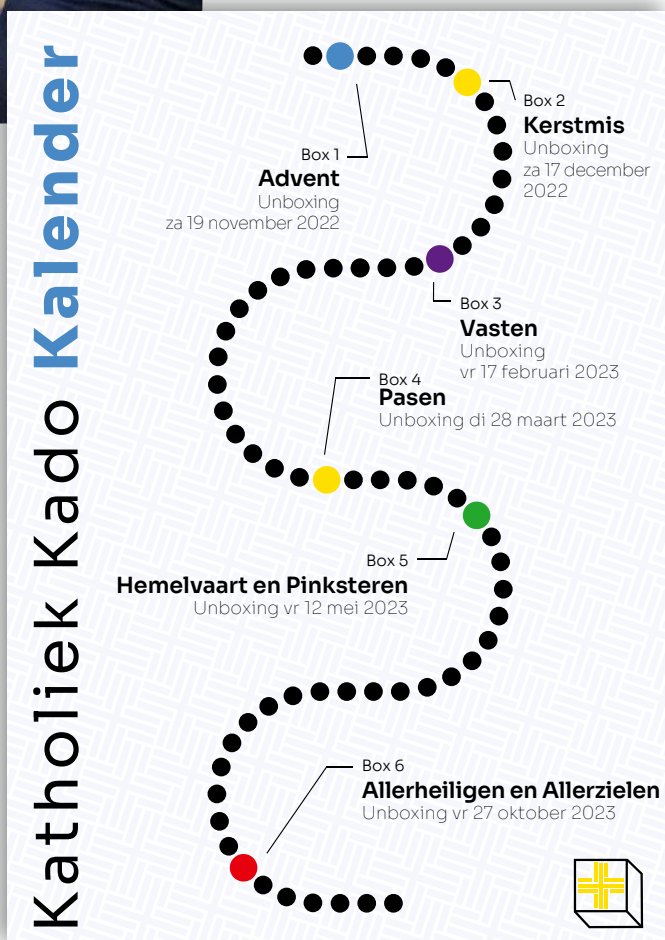 Katholiek Kado Kalender
Box 1
Advent
Unboxing
za 19 november 2022
Box 2
Kerstmis
Unboxing
za 17 december
2022
Box 3
Vasten
Unboxing
vr 17 februari 2023
Box 4
Pasen
Unboxing di 28 maart 2023
Box 5
Hemelvaart en Pinksteren
Unboxing vr 12 mei 2023
Box 6
Allerheiligen en Allerzielen
Unboxing vr 27 oktober 2023